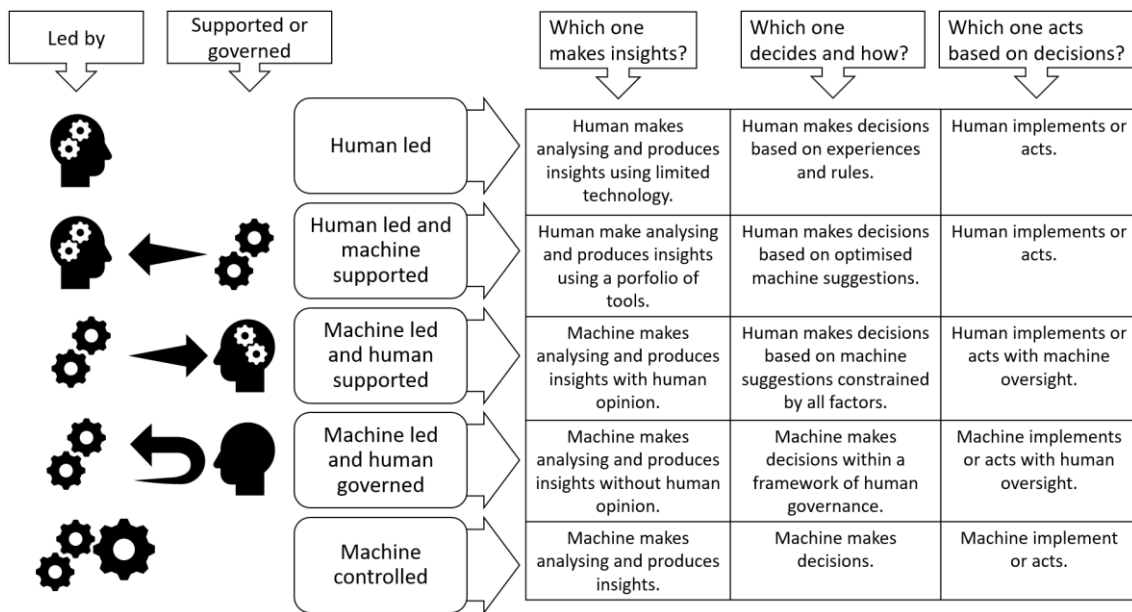 Led by
Supported or
governed
Which one
makes insights?
Which one
decides and how?
Which one acts
based on decisions?
Human led
Human makes
analysing and produces
insights using limited
technology.
Human makes decisions
based on experiences
and rules.
Human implements or
acts.
Human led and
machine
supported
Human make analysing
and produces insights
using a porfolio of
tools.
Human makes decisions
based on optimised
machine suggestions.
Human implements or
acts.
Machine led
and human
supported
Machine makes
analysing and produces
insights with human
opinion.
Human makes decisions
based on machine
suggestions constrained
by all factors.
Human implements or
acts with machine
oversight.
Machine led
and human
governed
Machine makes
analysing and produces
insights without human
opinion.
Machine makes
decisions within a
framework of human
governance.
Machine implements
or acts with human
oversight.
Machine
controlled
Machine makes
analysing and produces
insights.
Machine makes
decisions.
Machine implement
or acts.